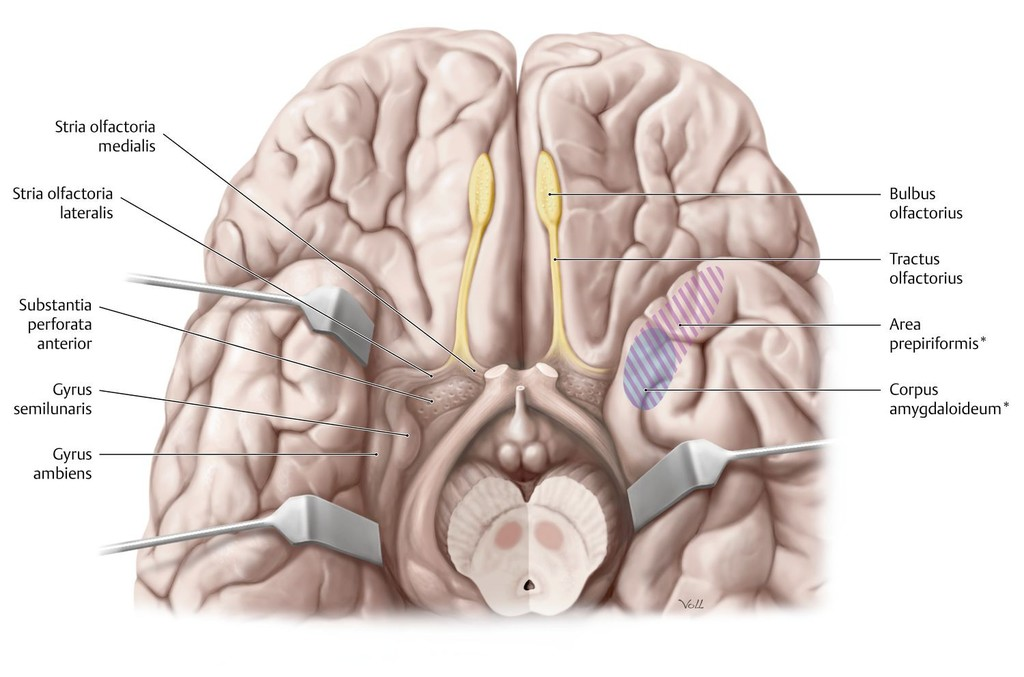 Stria olfactoria
medialis
Stria olfactoria
lateralis
Substantia
perforata
anterior
Gyrus
semilunaris
Gyrus
ambiens
Bulbus
olfactorius
Tractus
olfactorius
Area
prepiriformis*
Corpus
amygdaloideum*
Voll